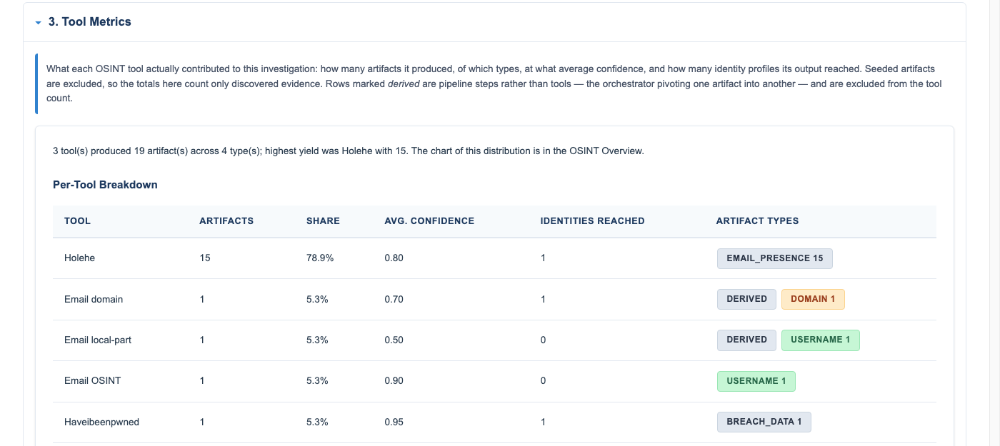 3. Tool Metrics
What each OSINT tool actually contributed to this investigation: how many artifacts it produced, of which types, at what average confidence, and how many identity profiles its output reached. Seeded artifacts
are excluded, so the totals here count only discovered evidence. Rows marked derived are pipeline steps rather than tools — the orchestrator pivoting one artifact into another — and are excluded from the tool
count.
3 tool(s) produced 19 artifact(s) across 4 type(s); highest yield was Holehe with 15. The chart of this distribution is in the OSINT Overview.
Per-Tool Breakdown
TOOL ARTIFACTS SHARE AVG. CONFIDENCE IDENTITIES REACHED ARTIFACT TYPES
Holehe 15 78.9% 0.80 1 EMAIL_PRESENCE 15
Email domain 1 5.3% 0.70 1 DERIVED DOMAIN 1
Email local-part 1 5.3% 0.50 0 DERIVED USERNAME 1
Email OSINT 1 5.3% 0.90 0 USERNAME 1
Haveibeenpwned 1 5.3% 0.95 1 BREACH_DATA 1